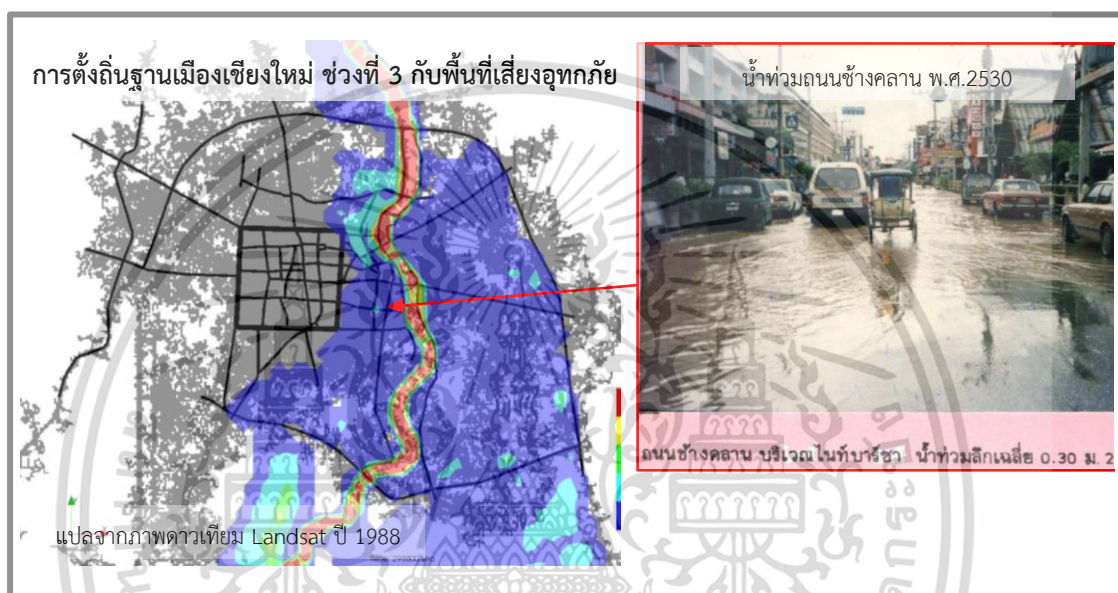 การตั้งถิ่นฐานเมืองเชียงใหม่ ช่วงที่ 3 กับพื้นที่เสี่ยงอุทกภัย
น้ำท่วมถนนช้างคลาน พ.ศ.2530
ถนนช้างคลาน บริเวณไนท์บาร์ซา น้ำท่วมลึกเฉลี่ย 0.30 ม. 2
แปลจากภาพดาวเทียม Landsat ปี 1988